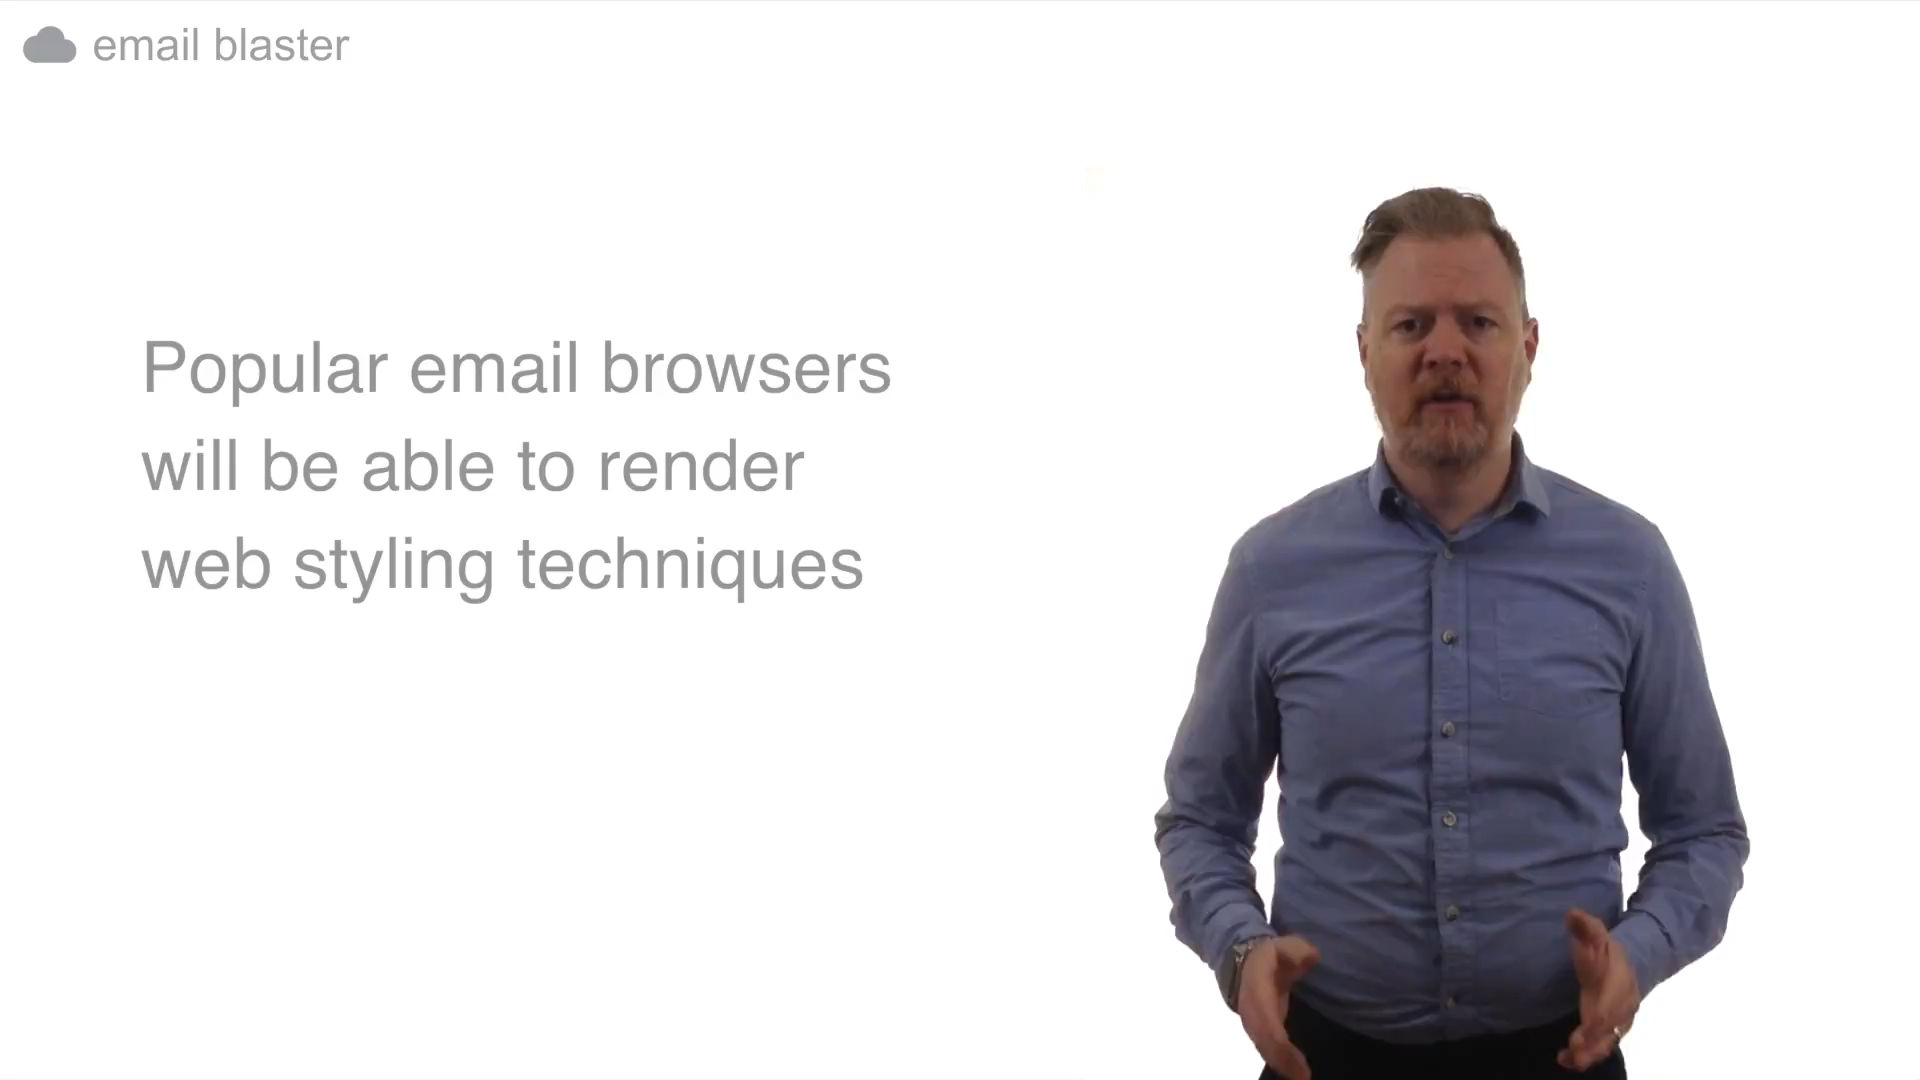 email blaster
Popular email browsers
will be able to render
web styling techniques